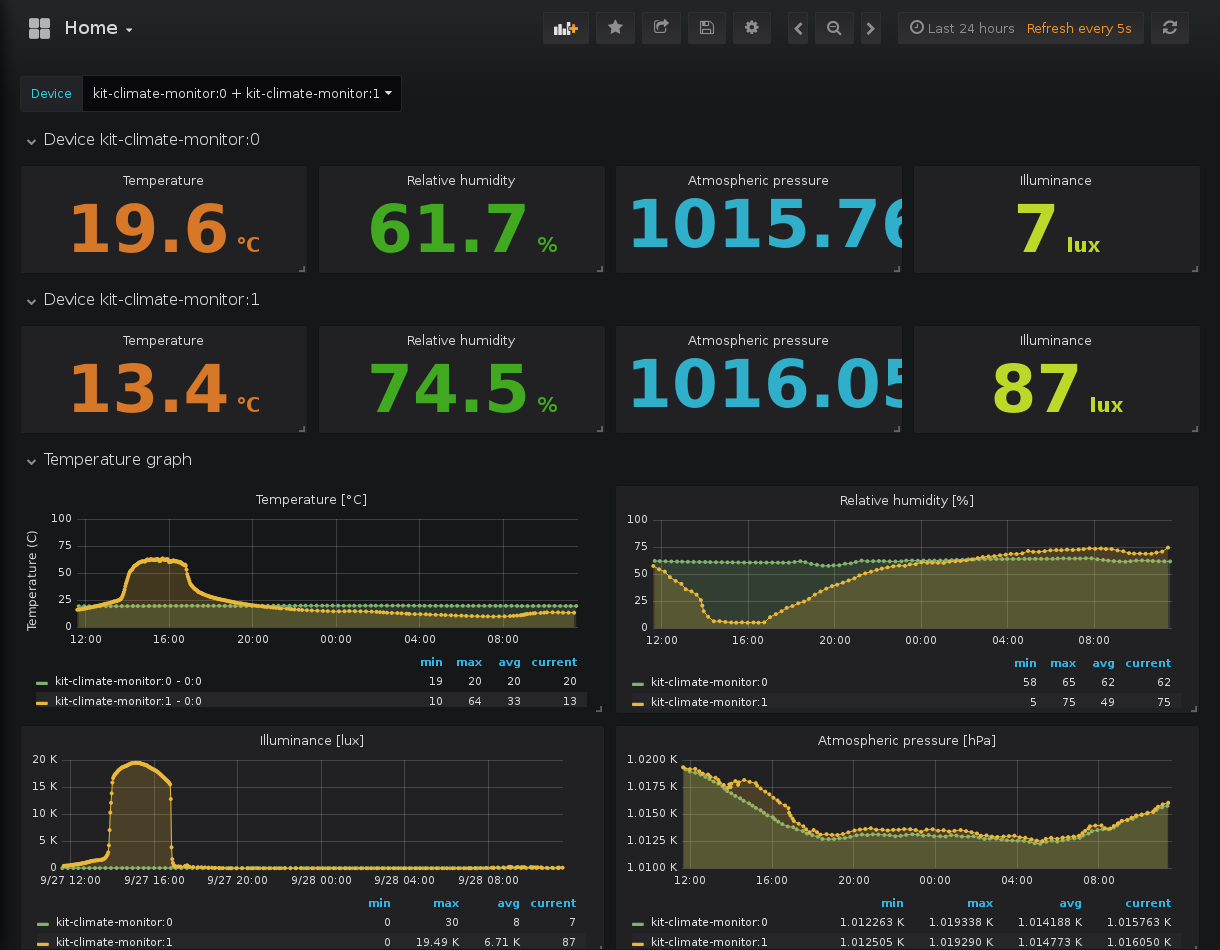 Home
Last 24 hours Refresh every 5s
Device kit-climate-monitor:0 + kit-climate-monitor:1
Device kit-climate-monitor:0
Temperature Relative humidity Atmospheric pressure Illuminance
19.6 °C 61.7 % 1015.76 7 lux
Device kit-climate-monitor:1
Temperature Relative humidity Atmospheric pressure Illuminance
13.4 °C 74.5 % 1016.05 87 lux
Temperature graph
Temperature [°C]
Temperature (C)
100
75
50
25
0
12:00 16:00 20:00 00:00 04:00 08:00
min max avg current
kit-climate-monitor:0 - 0:0 19 20 20 20
kit-climate-monitor:1 - 0:0 10 64 33 13
Relative humidity [%]
100
75
50
25
0
12:00 16:00 20:00 00:00 04:00 08:00
min max avg current
kit-climate-monitor:0 58 65 62 62
kit-climate-monitor:1 5 75 49 75
Illuminance [lux]
20 K
15 K
10 K
5 K
0
9/27 12:00 9/27 16:00 9/27 20:00 9/28 00:00 9/28 04:00 9/28 08:00
min max avg current
kit-climate-monitor:0 0 30 8 7
kit-climate-monitor:1 0 19.49 K 6.71 K 87
Atmospheric pressure [hPa]
1.0200 K
1.0175 K
1.0150 K
1.0125 K
1.0100 K
12:00 16:00 20:00 00:00 04:00 08:00
min max avg current
kit-climate-monitor:0 1.012263 K 1.019338 K 1.014188 K 1.015763 K
kit-climate-monitor:1 1.012505 K 1.019290 K 1.014773 K 1.016050 K